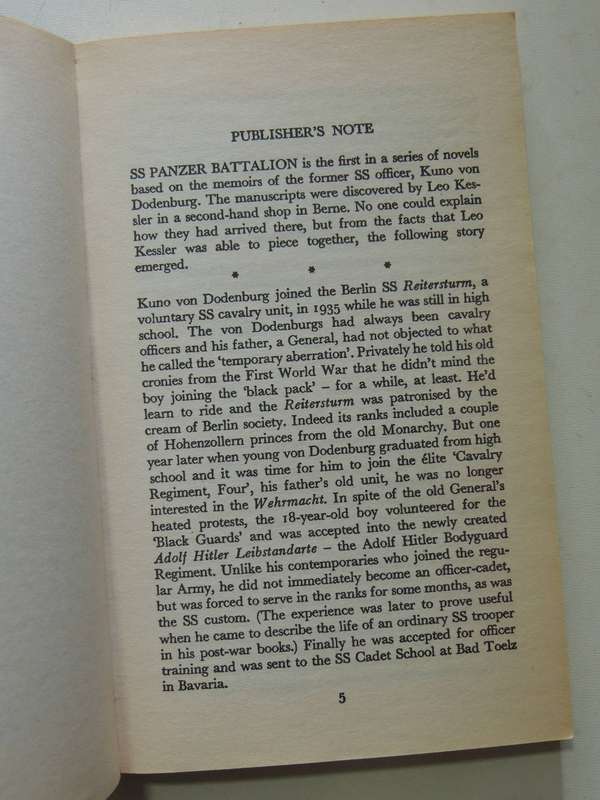 PUBLISHER'S NOTE
SS PANZER BATTALION is the first in a series of novels
based on the memoirs of the former SS officer, Kuno von
Dodenburg. The manuscripts were discovered by Leo Kes-
sler in a second-hand shop in Berne. No one could explain
how they had arrived there, but from the facts that Leo
Kessler was able to piece together, the following story
emerged.
* * *
Kuno von Dodenburg joined the Berlin SS Reitersturm, a
voluntary SS cavalry unit, in 1935 while he was still in high
school. The von Dodenburgs had always been cavalry
officers and his father, a General, had not objected to what
he called the 'temporary aberration'. Privately he told his old
cronies from the First World War that he didn't mind the
boy joining the 'black pack' – for a while, at least. He'd
learn to ride and the Reitersturm was patronised by the
cream of Berlin society. Indeed its ranks included a couple
of Hohenzollern princes from the old Monarchy. But one
year later when young von Dodenburg graduated from high
school and it was time for him to join the élite 'Cavalry
Regiment, Four', his father's old unit, he was no longer
interested in the Wehrmacht. In spite of the old General's
heated protests, the 18-year-old boy volunteered for the
'Black Guards' and was accepted into the newly created
Adolf Hitler Leibstandarte – the Adolf Hitler Bodyguard
Regiment. Unlike his contemporaries who joined the regu-
lar Army, he did not immediately become an officer-cadet,
but was forced to serve in the ranks for some months, as was
the SS custom. (The experience was later to prove useful
when he came to describe the life of an ordinary SS trooper
in his post-war books.) Finally he was accepted for officer
training and was sent to the SS Cadet School at Bad Toelz
in Bavaria.
5